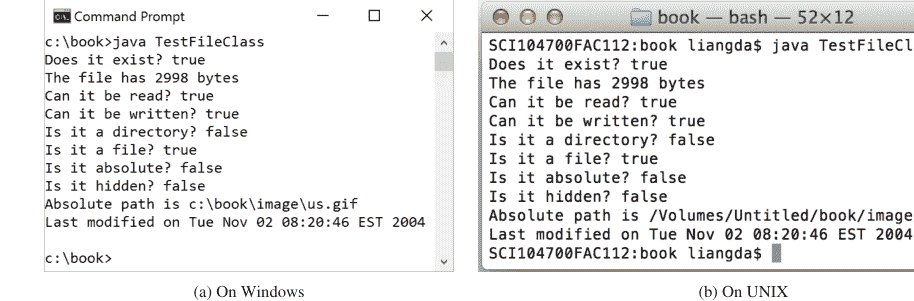 Command Prompt
c:\book>java TestFileClass
Does it exist? true
The file has 2998 bytes
Can it be read? true
Can it be written? true
Is it a directory? false
Is it a file? true
Is it absolute? false
Is it hidden? false
Absolute path is c:\book\image\us.gif
Last modified on Tue Nov 02 08:20:46 EST 2004
c:\book>
(a) On Windows
book — bash — 52×12
SCI104700FAC112:book liangda$ java TestFileCl
Does it exist? true
The file has 2998 bytes
Can it be read? true
Can it be written? true
Is it a directory? false
Is it a file? true
Is it absolute? false
Is it hidden? false
Absolute path is /Volumes/Untitled/book/image
Last modified on Tue Nov 02 08:20:46 EST 2004
SCI104700FAC112:book liangda$
(b) On UNIX